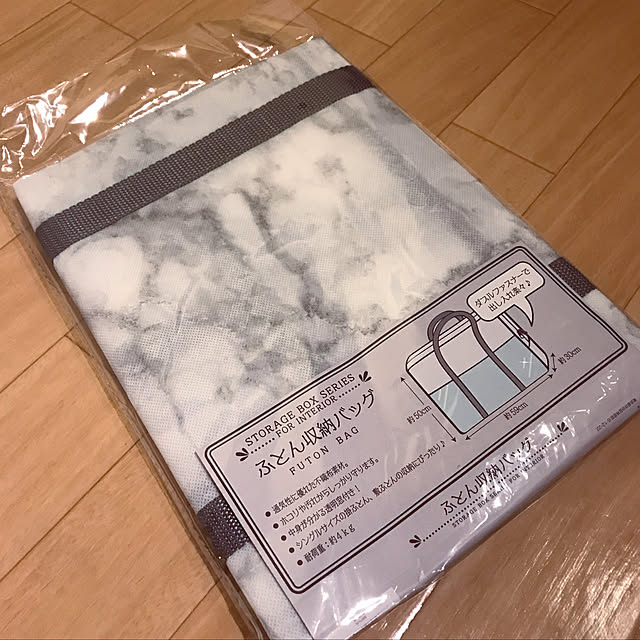 STORAGE BOX SERIES
FOR INTERIOR
ふとん収納バッグ
FUTON BAG
● 通気性に優れた不織布素材。
● ホコリや汚れからしっかり守ります。
● 中身が分かる透明窓付き!
● シングルサイズの掛ぶとん、敷ぶとんの収納にぴったり♪
● 耐荷重:約4kg
ダブルファスナーで
出し入れ楽々♪
約50cm
約59cm
約30cm
ふとん収納バッグ